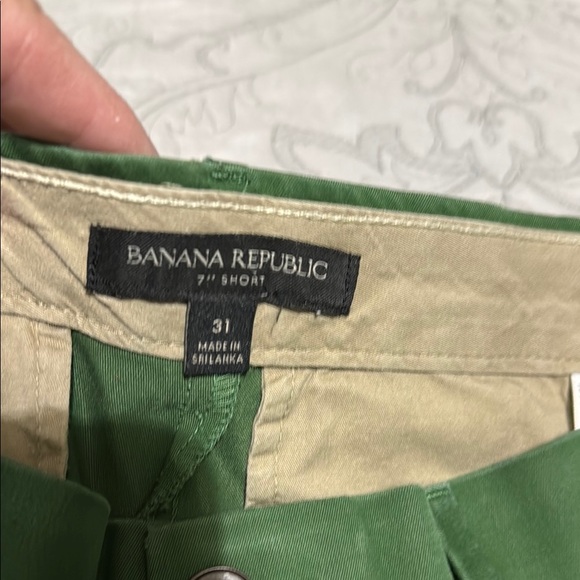 BANANA REPUBLIC
7" SHORT
31
MADE IN
SRI LANKA